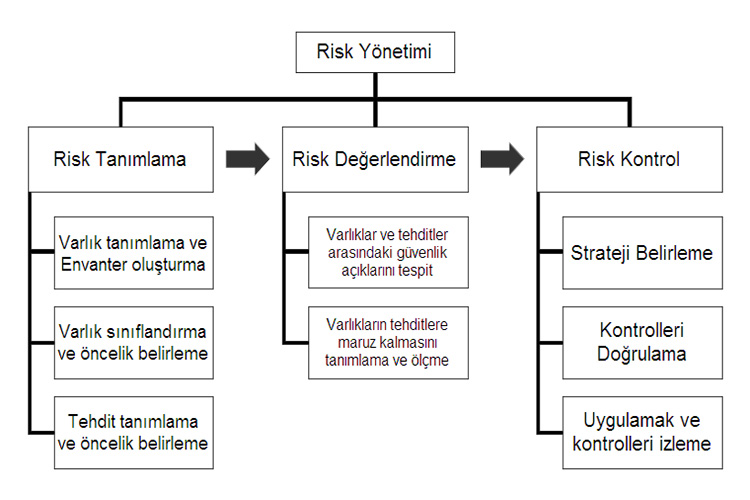 Risk Yönetimi
Risk Tanımlama
Risk Değerlendirme
Risk Kontrol
Varlık tanımlama ve
Envanter oluşturma
Varlık sınıflandırma
ve öncelik belirleme
Tehdit tanımlama
ve öncelik belirleme
Varlıklar ve tehditler
arasındaki güvenlik
açıklarını tespit
Varlıkların tehditlere
maruz kalmasını
tanımlama ve ölçme
Strateji Belirleme
Kontrolleri
Doğrulama
Uygulamak ve
kontrolleri izleme